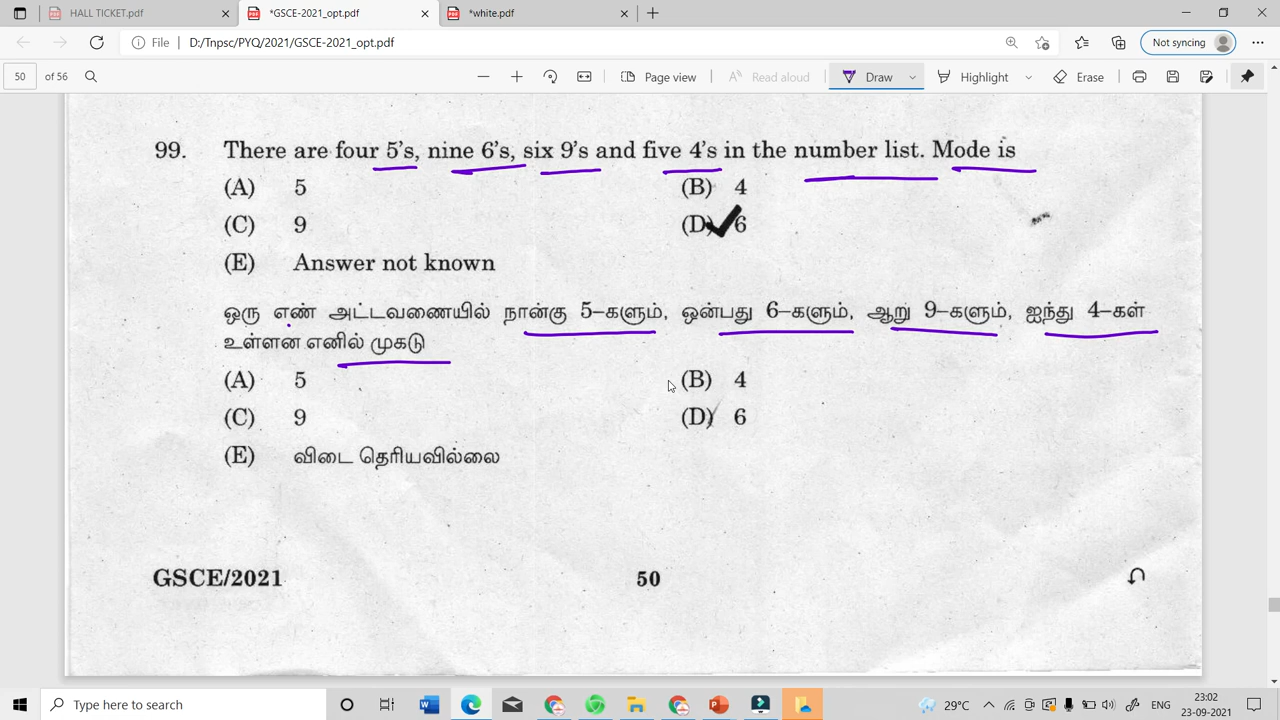 HALL TICKET.pdf
*GSCE-2021_opt.pdf
*white.pdf
File
D:/Tnpsc/PYQ/2021/GSCE-2021_opt.pdf
Not syncing
50 of 56
Page view
Read aloud
Draw
Highlight
Erase
99. There are four 5's, nine 6's, six 9's and five 4's in the number list. Mode is
(A) 5 (B) 4
(C) 9 (D) 6
(E) Answer not known
ஒரு எண் அட்டவணையில் நான்கு 5–களும், ஒன்பது 6–களும், ஆறு 9–களும், ஐந்து 4–கள்
உள்ளன எனில் முகடு
(A) 5 (B) 4
(C) 9 (D) 6
(E) விடை தெரியவில்லை
GSCE/2021 50
Type here to search
29°C
23:02
23-09-2021